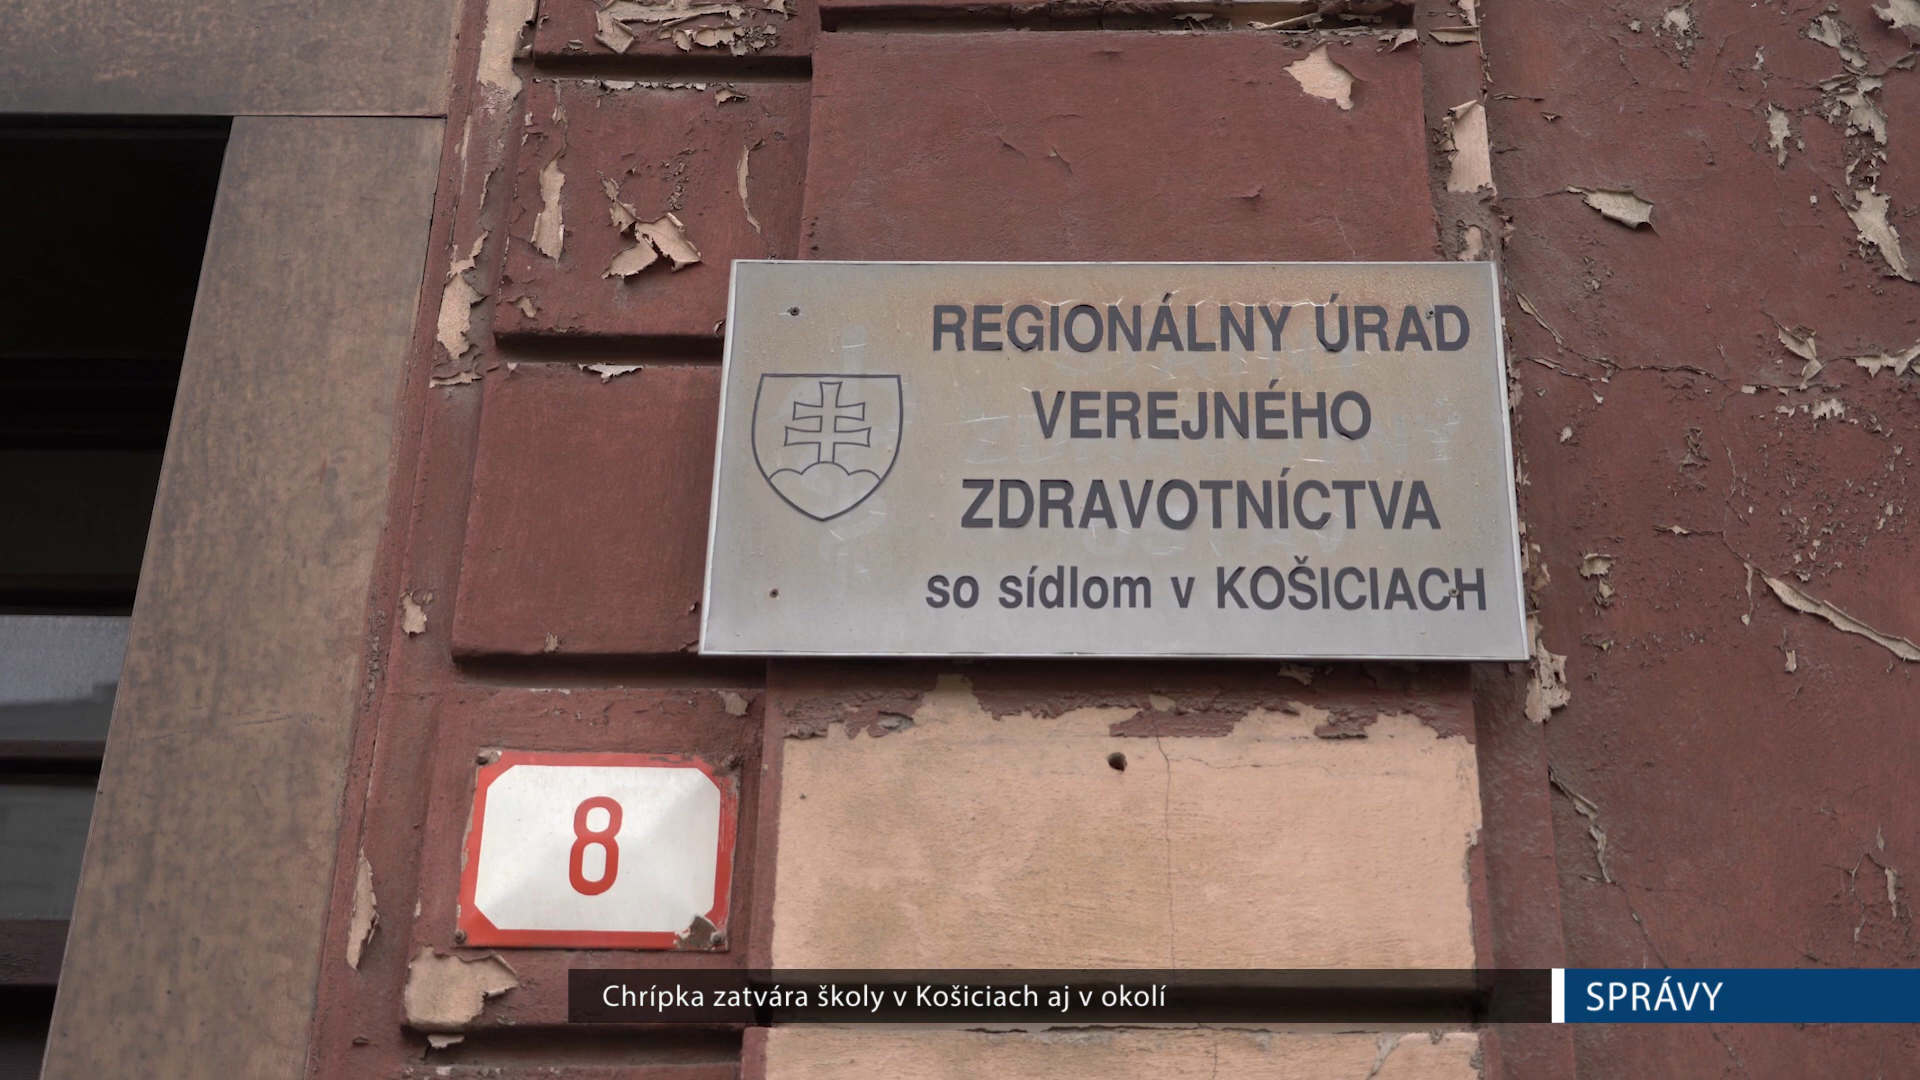 REGIONÁLNY ÚRAD
VEREJNÉHO
ZDRAVOTNÍCTVA
so sídlom v KOŠICIACH
8
Chrípka zatvára školy v Košiciach aj v okolí
SPRÁVY